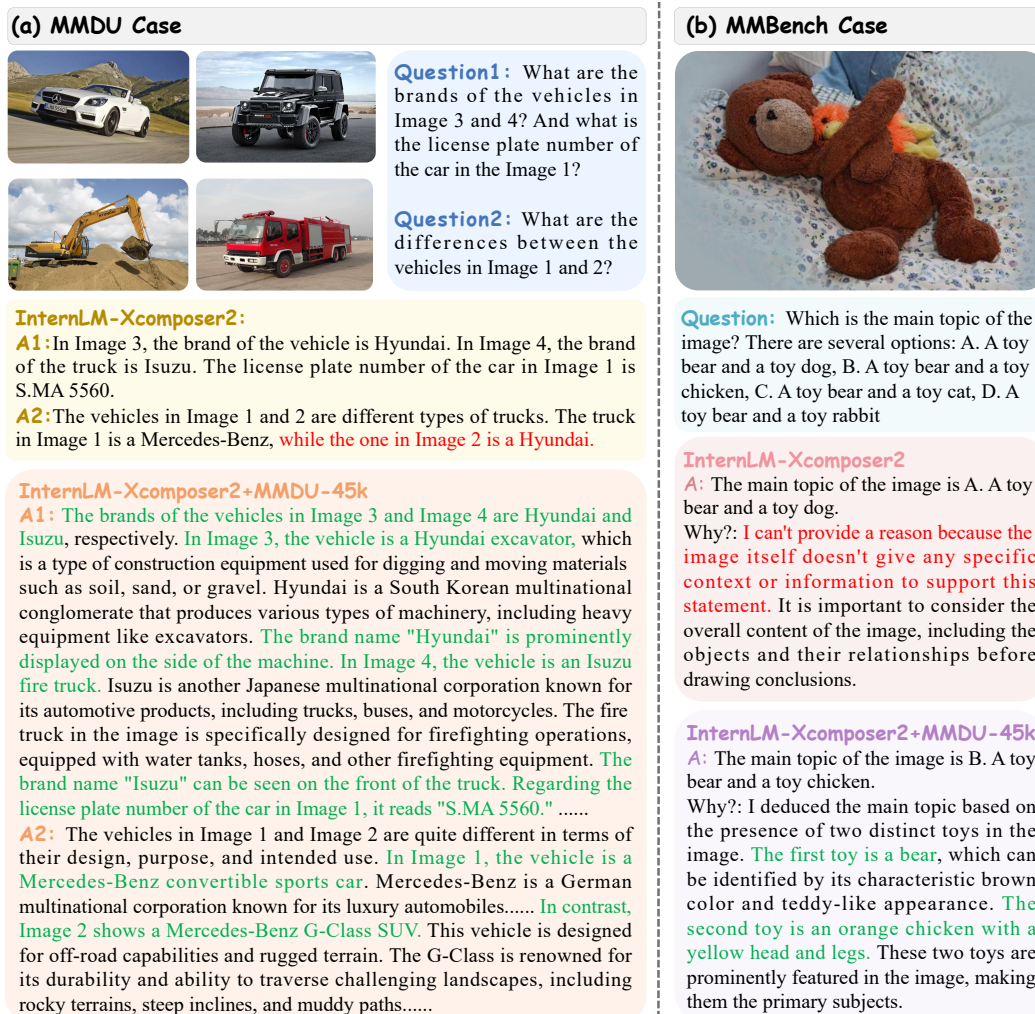 (a) MMDU Case
Question1: What are the
brands of the vehicles in
Image 3 and 4? And what is
the license plate number of
the car in the Image 1?
Question2: What are the
differences between the
vehicles in Image 1 and 2?
InternLM-Xcomposer2:
A1:In Image 3, the brand of the vehicle is Hyundai. In Image 4, the brand
of the truck is Isuzu. The license plate number of the car in Image 1 is
S.MA 5560.
A2:The vehicles in Image 1 and 2 are different types of trucks. The truck
in Image 1 is a Mercedes-Benz, while the one in Image 2 is a Hyundai.
InternLM-Xcomposer2+MMDU-45k
A1: The brands of the vehicles in Image 3 and Image 4 are Hyundai and
Isuzu, respectively. In Image 3, the vehicle is a Hyundai excavator, which
is a type of construction equipment used for digging and moving materials
such as soil, sand, or gravel. Hyundai is a South Korean multinational
conglomerate that produces various types of machinery, including heavy
equipment like excavators. The brand name "Hyundai" is prominently
displayed on the side of the machine. In Image 4, the vehicle is an Isuzu
fire truck. Isuzu is another Japanese multinational corporation known for
its automotive products, including trucks, buses, and motorcycles. The fire
truck in the image is specifically designed for firefighting operations,
equipped with water tanks, hoses, and other firefighting equipment. The
brand name "Isuzu" can be seen on the front of the truck. Regarding the
license plate number of the car in Image 1, it reads "S.MA 5560." ......
A2: The vehicles in Image 1 and Image 2 are quite different in terms of
their design, purpose, and intended use. In Image 1, the vehicle is a
Mercedes-Benz convertible sports car. Mercedes-Benz is a German
multinational corporation known for its luxury automobiles...... In contrast,
Image 2 shows a Mercedes-Benz G-Class SUV. This vehicle is designed
for off-road capabilities and rugged terrain. The G-Class is renowned for
its durability and ability to traverse challenging landscapes, including
rocky terrains, steep inclines, and muddy paths......
(b) MMBench Case
Question: Which is the main topic of the
image? There are several options: A. A toy
bear and a toy dog, B. A toy bear and a toy
chicken, C. A toy bear and a toy cat, D. A
toy bear and a toy rabbit
InternLM-Xcomposer2
A: The main topic of the image is A. A toy
bear and a toy dog.
Why?: I can't provide a reason because the
image itself doesn't give any specific
context or information to support this
statement. It is important to consider the
overall content of the image, including the
objects and their relationships before
drawing conclusions.
InternLM-Xcomposer2+MMDU-45k
A: The main topic of the image is B. A toy
bear and a toy chicken.
Why?: I deduced the main topic based on
the presence of two distinct toys in the
image. The first toy is a bear, which can
be identified by its characteristic brown
color and teddy-like appearance. The
second toy is an orange chicken with a
yellow head and legs. These two toys are
prominently featured in the image, making
them the primary subjects.